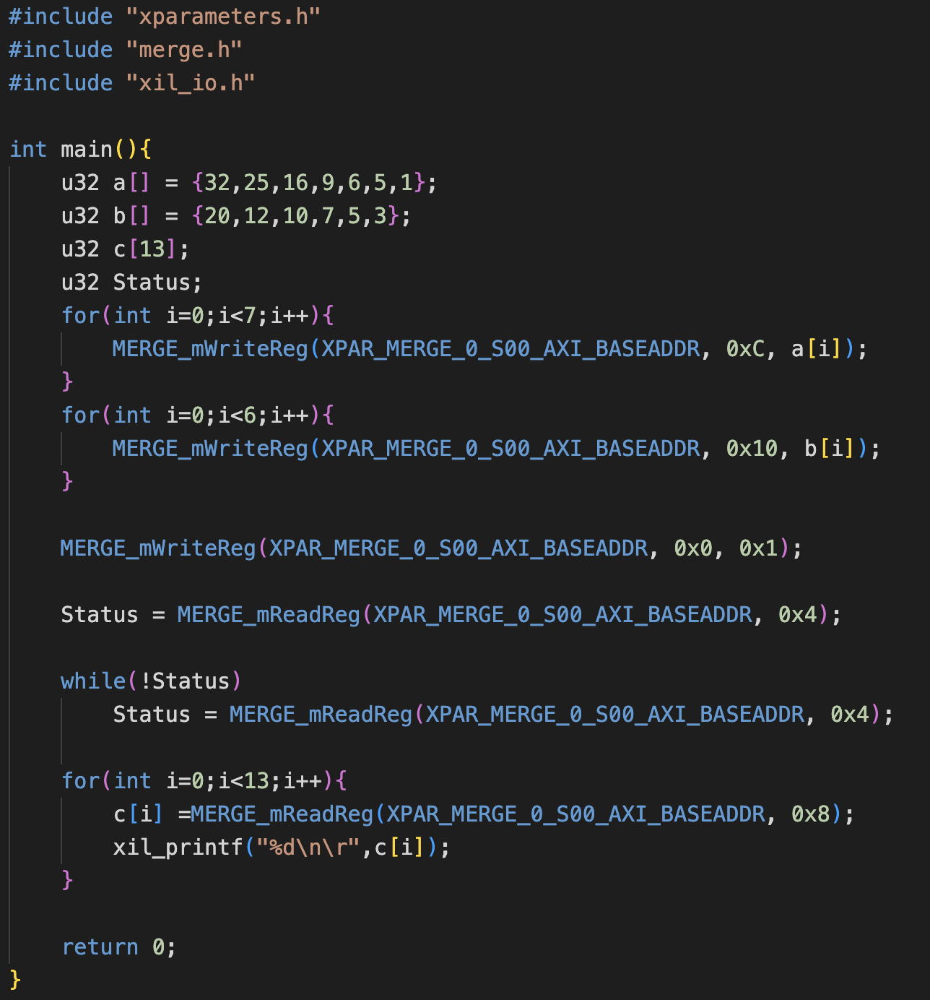 #include "xparameters.h"
#include "merge.h"
#include "xil_io.h"
int main(){
u32 a[] = {32,25,16,9,6,5,1};
u32 b[] = {20,12,10,7,5,3};
u32 c[13];
u32 Status;
for(int i=0;i<7;i++){
MERGE_mWriteReg(XPAR_MERGE_0_S00_AXI_BASEADDR, 0xC, a[i]);
}
for(int i=0;i<6;i++){
MERGE_mWriteReg(XPAR_MERGE_0_S00_AXI_BASEADDR, 0x10, b[i]);
}
MERGE_mWriteReg(XPAR_MERGE_0_S00_AXI_BASEADDR, 0x0, 0x1);
Status = MERGE_mReadReg(XPAR_MERGE_0_S00_AXI_BASEADDR, 0x4);
while(!Status)
Status = MERGE_mReadReg(XPAR_MERGE_0_S00_AXI_BASEADDR, 0x4);
for(int i=0;i<13;i++){
c[i] =MERGE_mReadReg(XPAR_MERGE_0_S00_AXI_BASEADDR, 0x8);
xil_printf("%d\n\r",c[i]);
}
return 0;
}